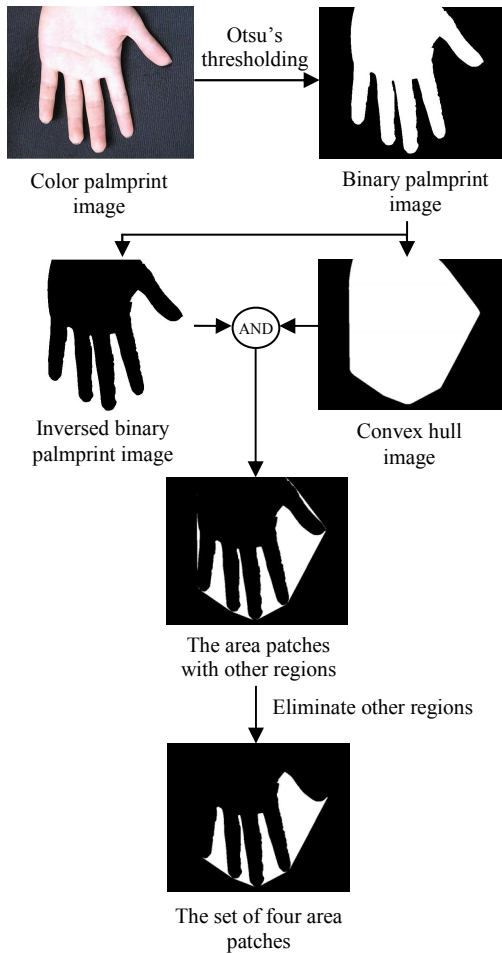 Otsu's
thresholding
Color palmprint
image
Binary palmprint
image
AND
Inversed binary
palmprint image
Convex hull
image
The area patches
with other regions
Eliminate other regions
The set of four area
patches